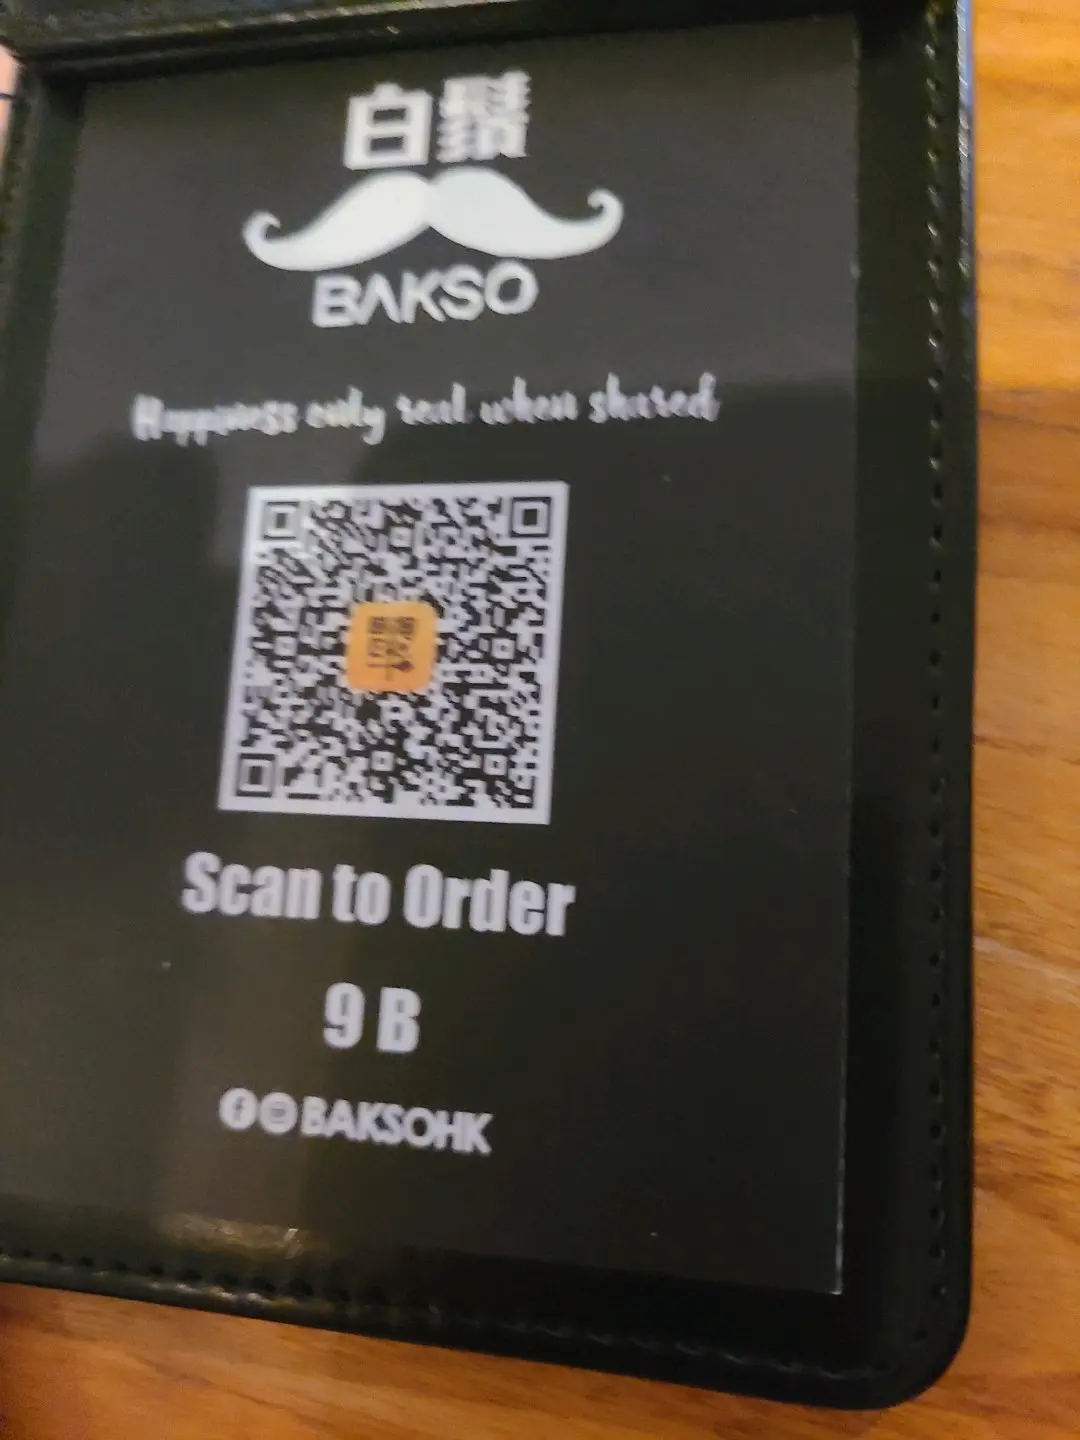 白鬚
BAKSO
Happiness only real when shared
Scan to Order
9 B
BAKSOHK